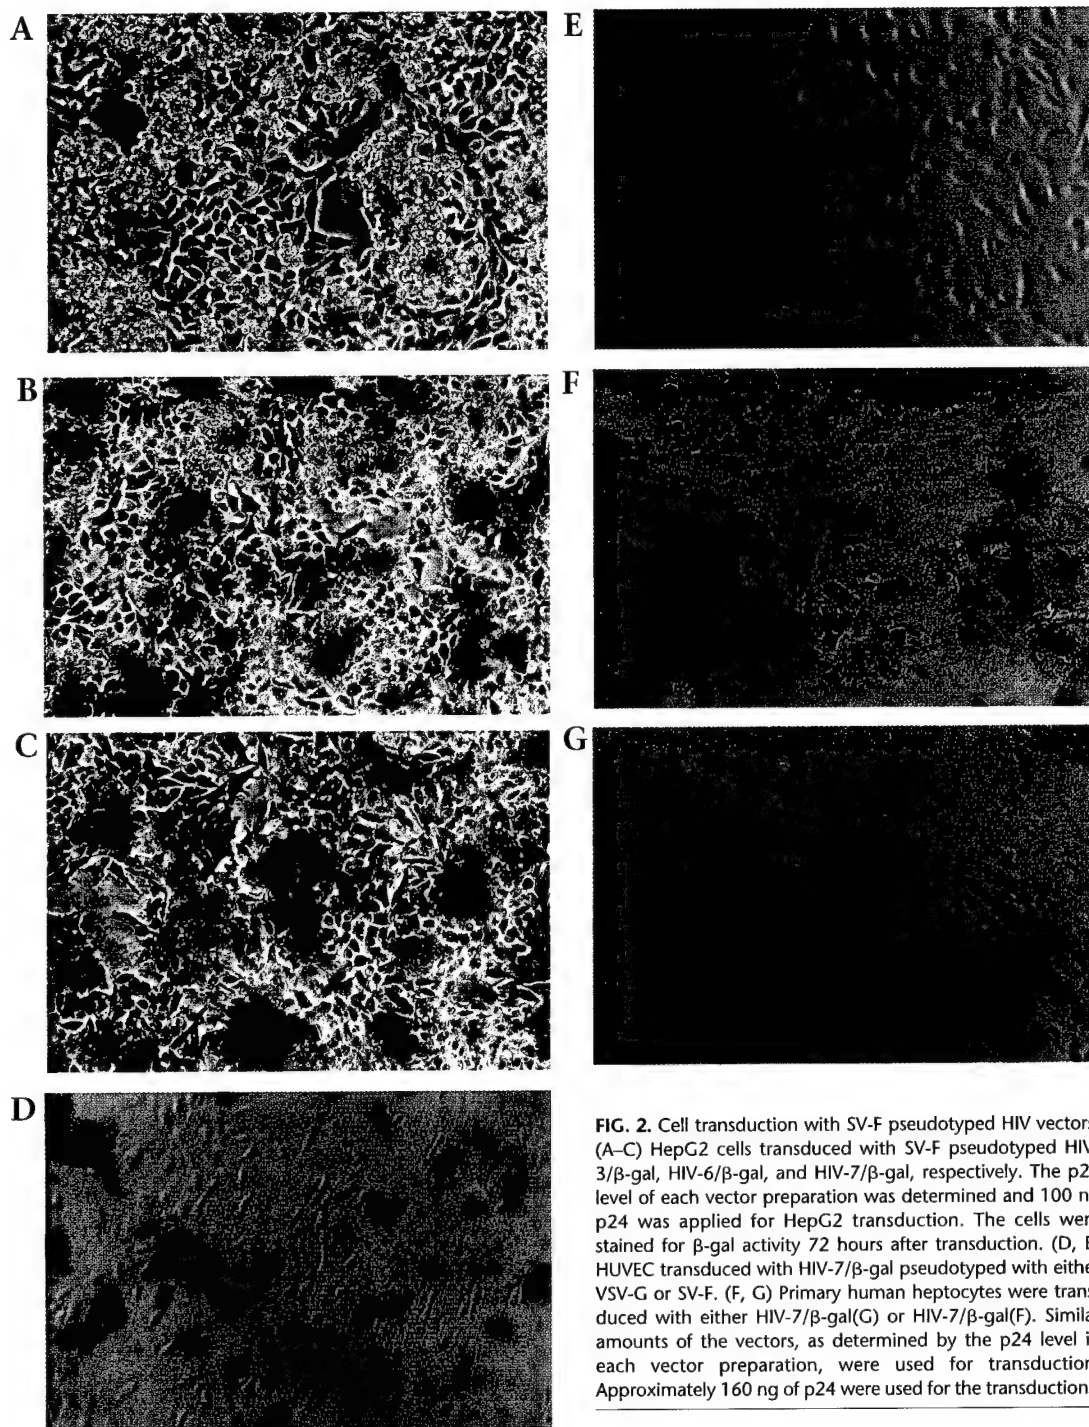 A
E
B
F
C
G
D
FIG. 2. Cell transduction with SV-F pseudotyped HIV vectors
(A–C) HepG2 cells transduced with SV-F pseudotyped HIV
3/β-gal, HIV-6/β-gal, and HIV-7/β-gal, respectively. The p2
level of each vector preparation was determined and 100 n
p24 was applied for HepG2 transduction. The cells wer
stained for β-gal activity 72 hours after transduction. (D, E
HUVEC transduced with HIV-7/β-gal pseudotyped with eithe
VSV-G or SV-F. (F, G) Primary human heptocytes were trans
duced with either HIV-7/β-gal(G) or HIV-7/β-gal(F). Simila
amounts of the vectors, as determined by the p24 level i
each vector preparation, were used for transduction
Approximately 160 ng of p24 were used for the transduction